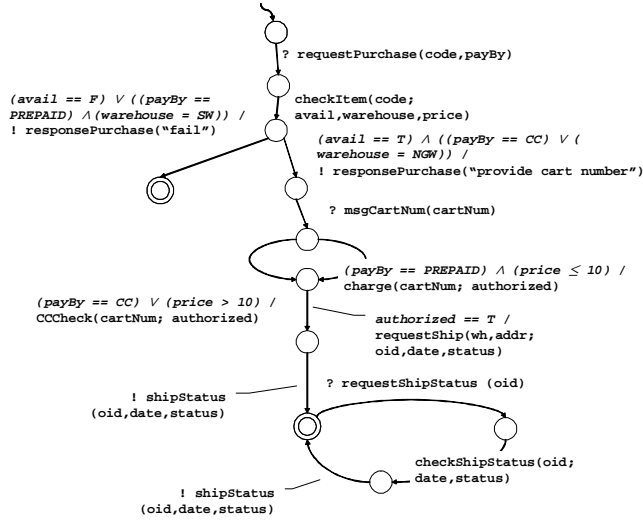 ? requestPurchase(code,payBy)
(avail == F) ∨ ((payBy ==
PREPAID) ∧(warehouse = SW)) /
! responsePurchase("fail")
checkItem(code;
avail,warehouse,price)
(avail == T) ∧ ((payBy == CC) ∨ (
warehouse = NGW)) /
! responsePurchase("provide cart number")
? msgCartNum(cartNum)
(payBy == PREPAID) ∧ (price ≤ 10) /
charge(cartNum; authorized)
(payBy == CC) ∨ (price > 10) /
CCCheck(cartNum; authorized)
authorized == T /
requestShip(wh,addr;
oid,date,status)
! shipStatus
(oid,date,status)
? requestShipStatus (oid)
checkShipStatus(oid;
date,status)
! shipStatus
(oid,date,status)